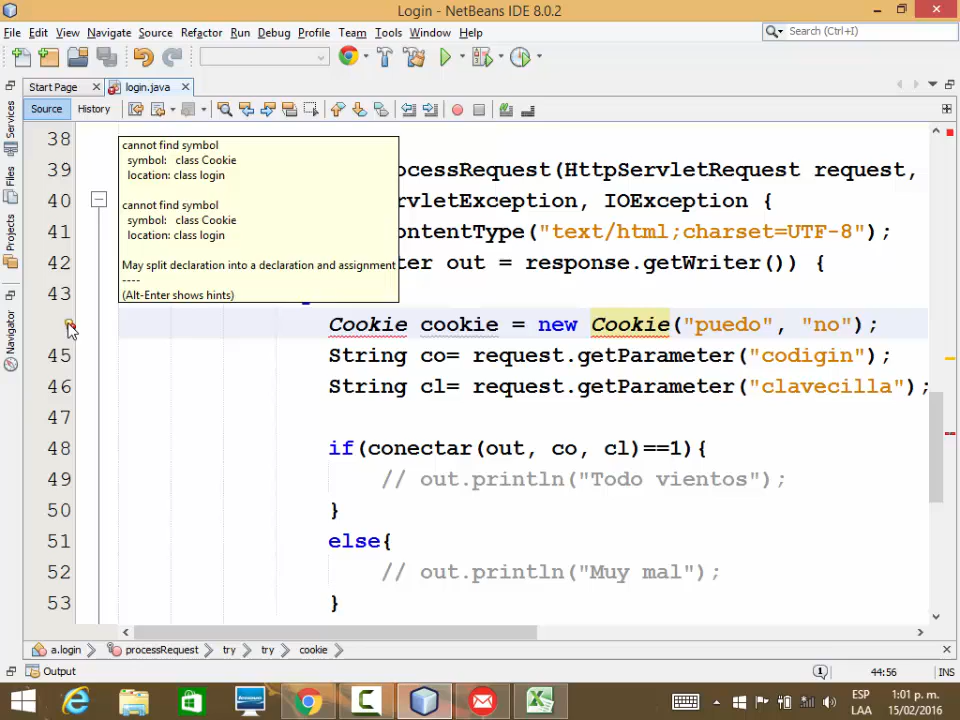 Login - NetBeans IDE 8.0.2
File Edit View Navigate Source Refactor Run Debug Profile Team Tools Window Help
Search (Ctrl+I)
Start Page
login.java
Source History
Services
Files
Projects
Navigator
38
cannot find symbol
symbol: class Cookie
location: class login
cannot find symbol
symbol: class Cookie
location: class login
May split declaration into a declaration and assignment
----
(Alt-Enter shows hints)
39 ocessRequest(HttpServletRequest request,
40 rvletException, IOException {
41 ontentType("text/html;charset=UTF-8");
42 ter out = response.getWriter()) {
43
Cookie cookie = new Cookie("puedo", "no");
45 String co= request.getParameter("codigin");
46 String cl= request.getParameter("clavecilla");
47
48 if(conectar(out, co, cl)==1){
49 // out.println("Todo vientos");
50 }
51 else{
52 // out.println("Muy mal");
53 }
a.login processRequest try try cookie
Output
1
44:56 INS
ESP
LAA
1:01 p. m.
15/02/2016